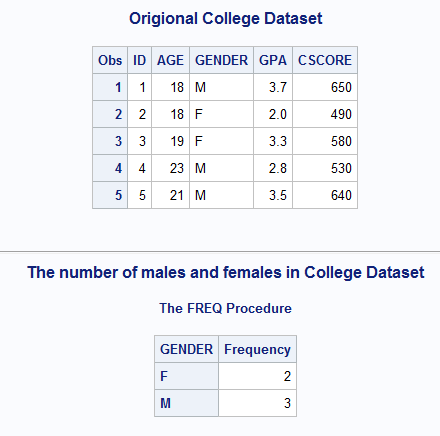 Origional College Dataset
Obs ID AGE GENDER GPA CSCORE
1 1 18 M 3.7 650
2 2 18 F 2.0 490
3 3 19 F 3.3 580
4 4 23 M 2.8 530
5 5 21 M 3.5 640
The number of males and females in College Dataset
The FREQ Procedure
GENDER Frequency
F 2
M 3